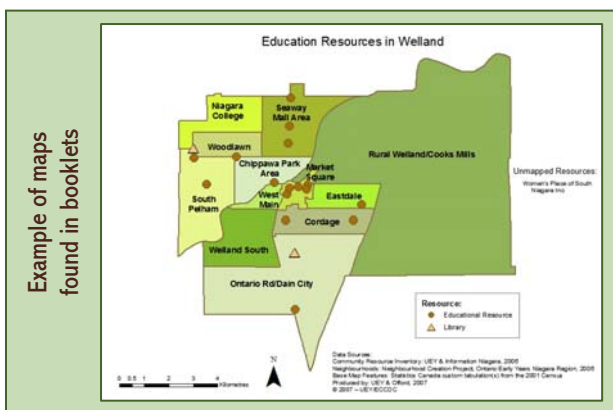 Example of maps
found in booklets
Education Resources in Welland
Niagara
College
Seaway
Mall Area
Woodlawn
Chippawa Park
Area
Market
Square
Rural Welland/Cooks Mills
Unmapped Resources:
Women's Place of South
Niagara Inc
South
Pelham
West
Main
Eastdale
Cordage
Welland South
Ontario Rd/Dain City
Resource:
Educational Resource
Library
0 0.5 1 2 3 4
Kilometres
N
Data Sources:
Community Resource Inventory: UEY & Information Niagara, 2006
Neighbourhoods: Neighbourhood Creation Project, Ontario Early Years Niagara Region, 2006
Base Map Features: Statistics Canada custom tabulation(s) from the 2001 Census
Produced by: UEY & Offord, 2007
© 2007 – UEY/ECCDC